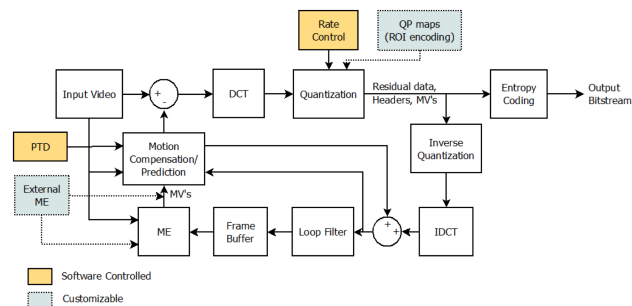 Rate
Control
QP maps
(ROI encoding)
Input Video
+
-
DCT
Quantization
Residual data,
Headers, MV's
Entropy
Coding
Output
Bitstream
PTD
Motion
Compensation/
Prediction
Inverse
Quantization
External
ME
MV's
ME
Frame
Buffer
Loop Filter
+
+
IDCT
Software Controlled
Customizable